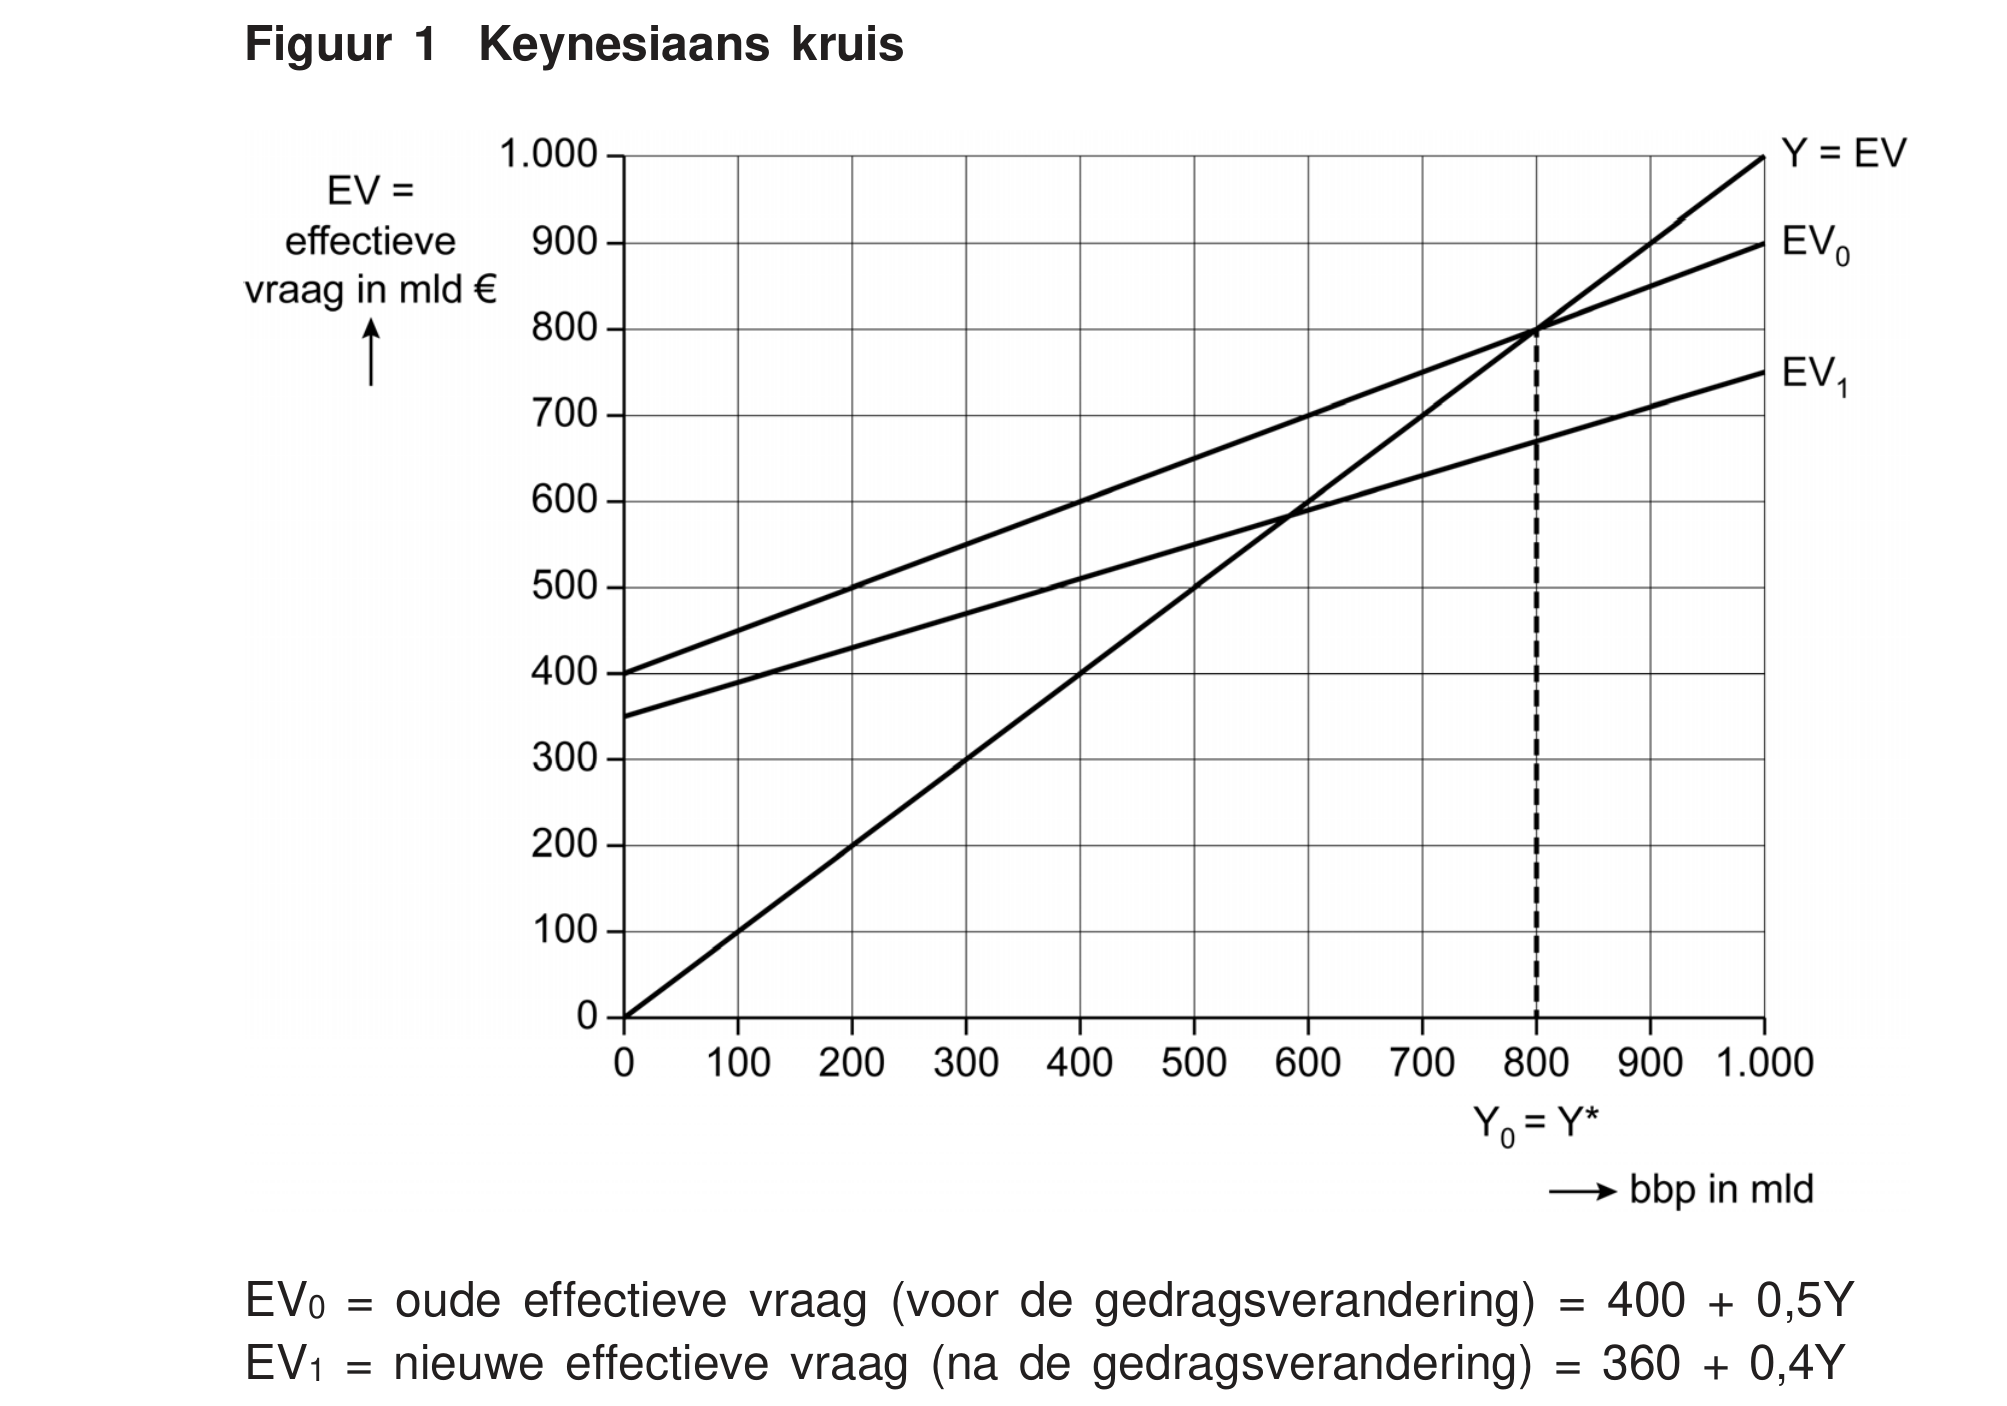 Figuur 1 Keynesiaans kruis
EV =
effectieve
vraag in mld €
1.000
900
800
700
600
500
400
300
200
100
0
Y = EV
EV₀
EV₁
0 100 200 300 400 500 600 700 800 900 1.000
Y₀ = Y*
bbp in mld
EV₀ = oude effectieve vraag (voor de gedragsverandering) = 400 + 0,5Y
EV₁ = nieuwe effectieve vraag (na de gedragsverandering) = 360 + 0,4Y